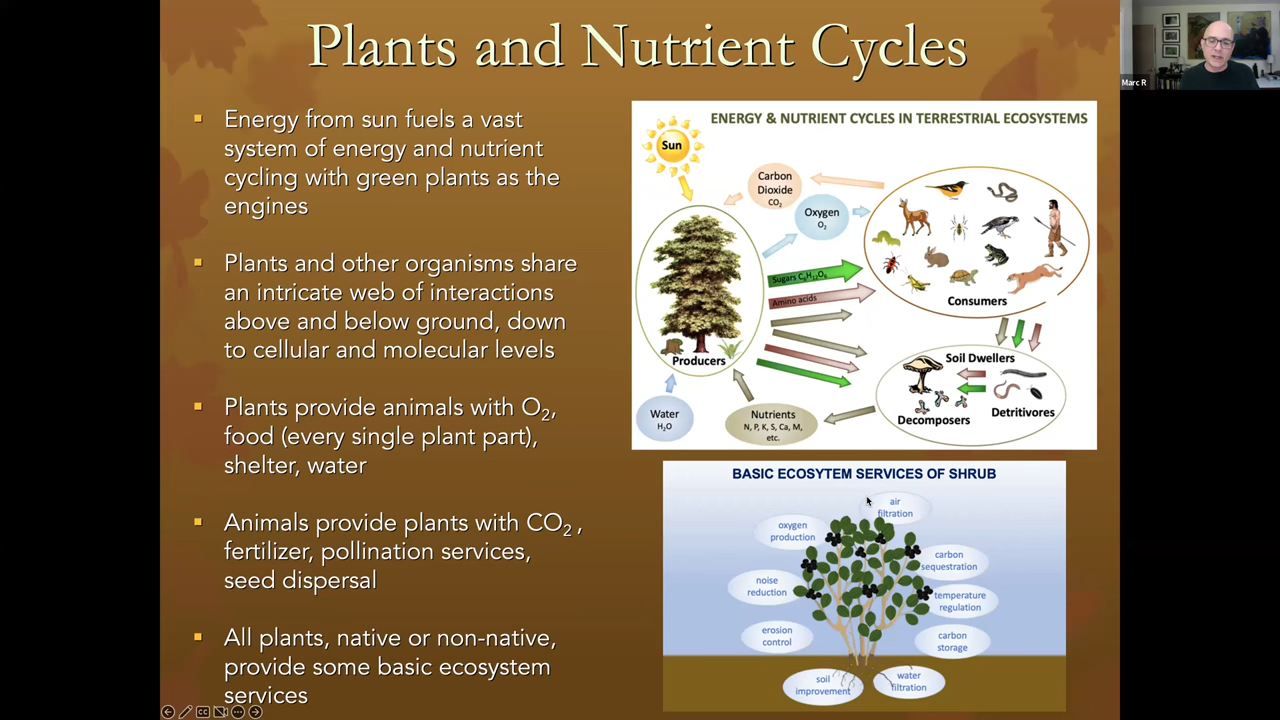 Plants and Nutrient Cycles
Marc R
▪ Energy from sun fuels a vast
system of energy and nutrient
cycling with green plants as the
engines
▪ Plants and other organisms share
an intricate web of interactions
above and below ground, down
to cellular and molecular levels
▪ Plants provide animals with O2,
food (every single plant part),
shelter, water
▪ Animals provide plants with CO2 ,
fertilizer, pollination services,
seed dispersal
▪ All plants, native or non-native,
provide some basic ecosystem
services
ENERGY & NUTRIENT CYCLES IN TERRESTRIAL ECOSYSTEMS
Sun
Carbon
Dioxide
CO2
Oxygen
O2
Sugars C6H12O6
Amino acids
Consumers
Producers
Soil Dwellers
Decomposers
Detritivores
Water
H2O
Nutrients
N, P, K, S, Ca, M,
etc.
BASIC ECOSYTEM SERVICES OF SHRUB
air
filtration
oxygen
production
carbon
sequestration
noise
reduction
temperature
regulation
erosion
control
carbon
storage
soil
improvement
water
filtration
CC